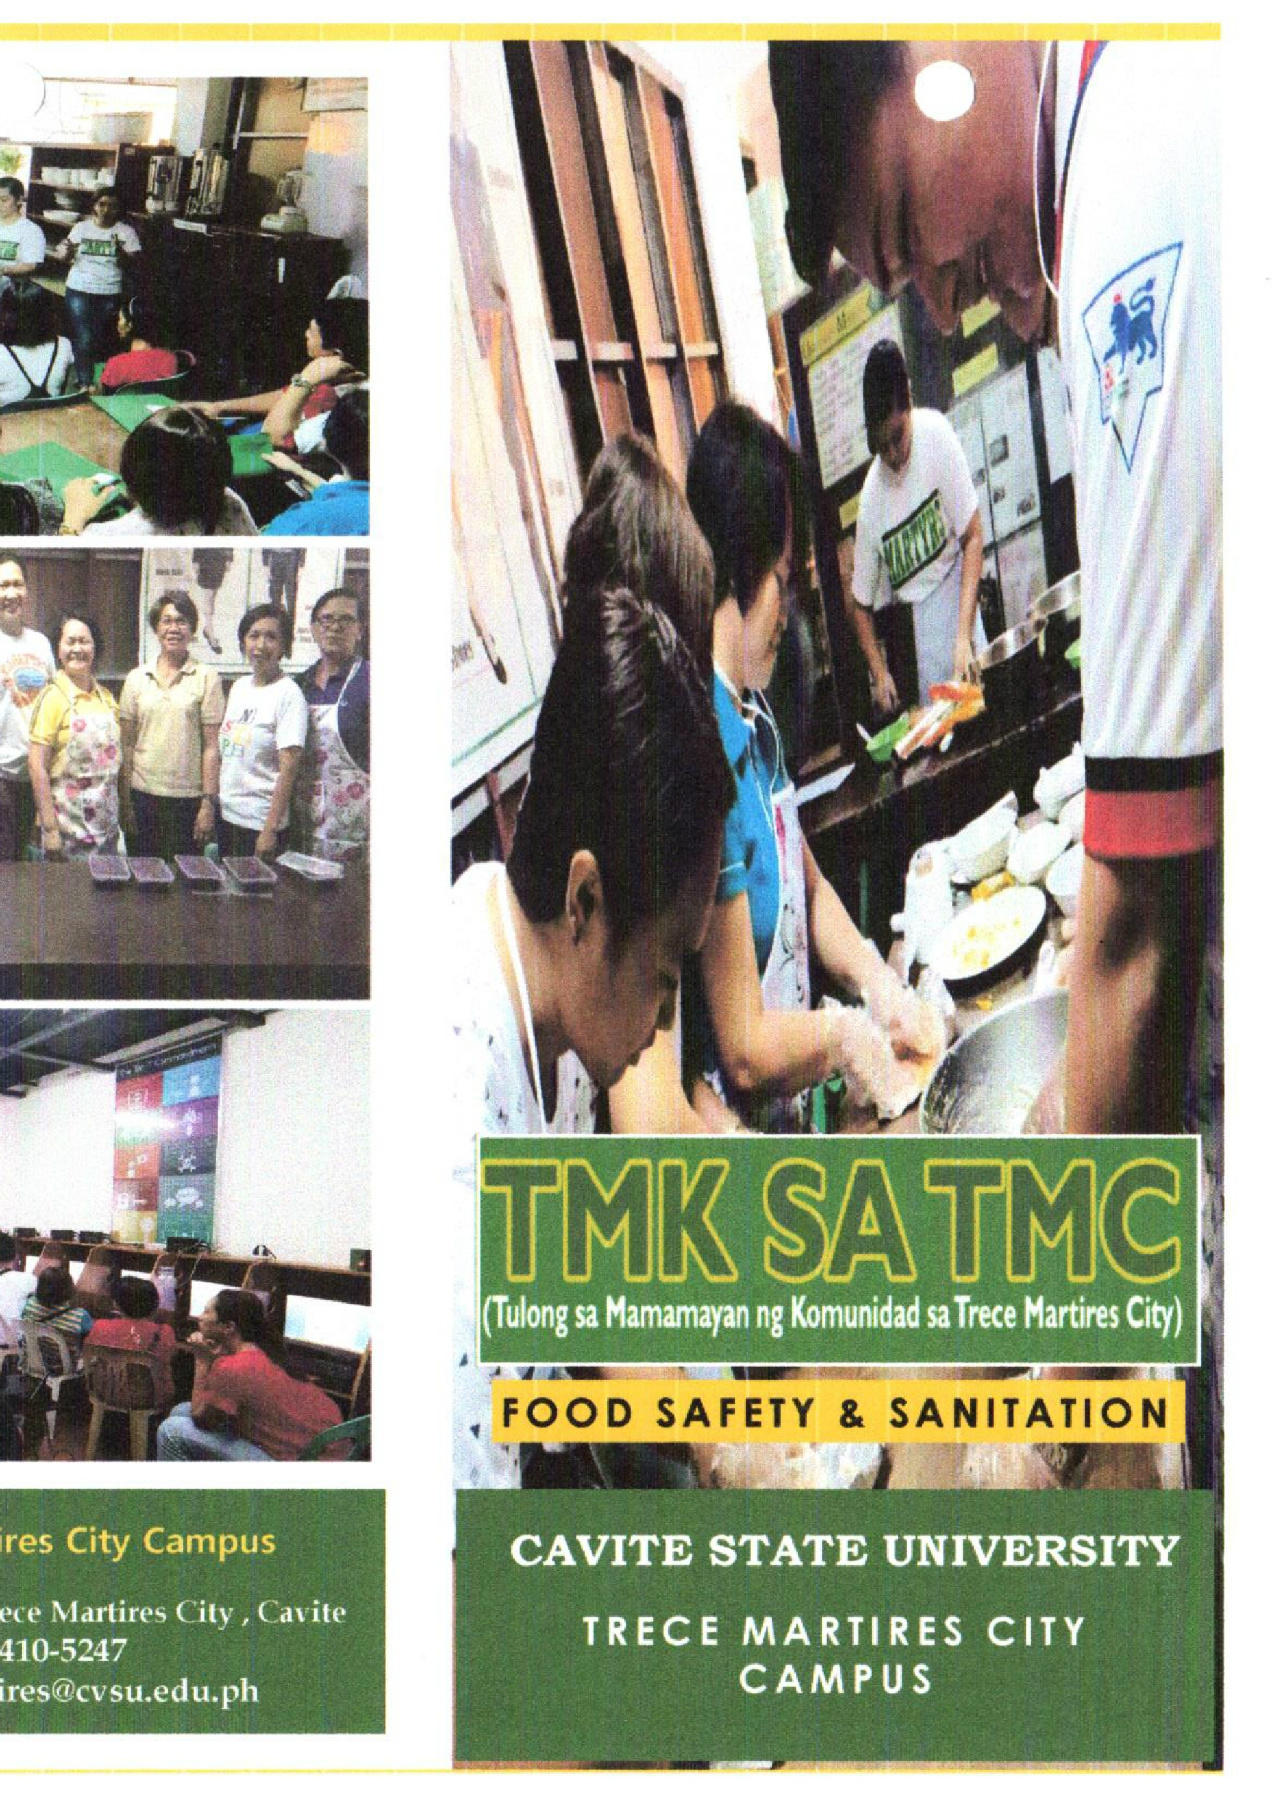 MARTYRS
TMK SA TMC
(Tulong sa Mamamayan ng Komunidad sa Trece Martires City)
FOOD SAFETY & SANITATION
CAVITE STATE UNIVERSITY
TRECE MARTIRES CITY
CAMPUS
ires City Campus
ece Martires City , Cavite
410-5247
ires@cvsu.edu.ph